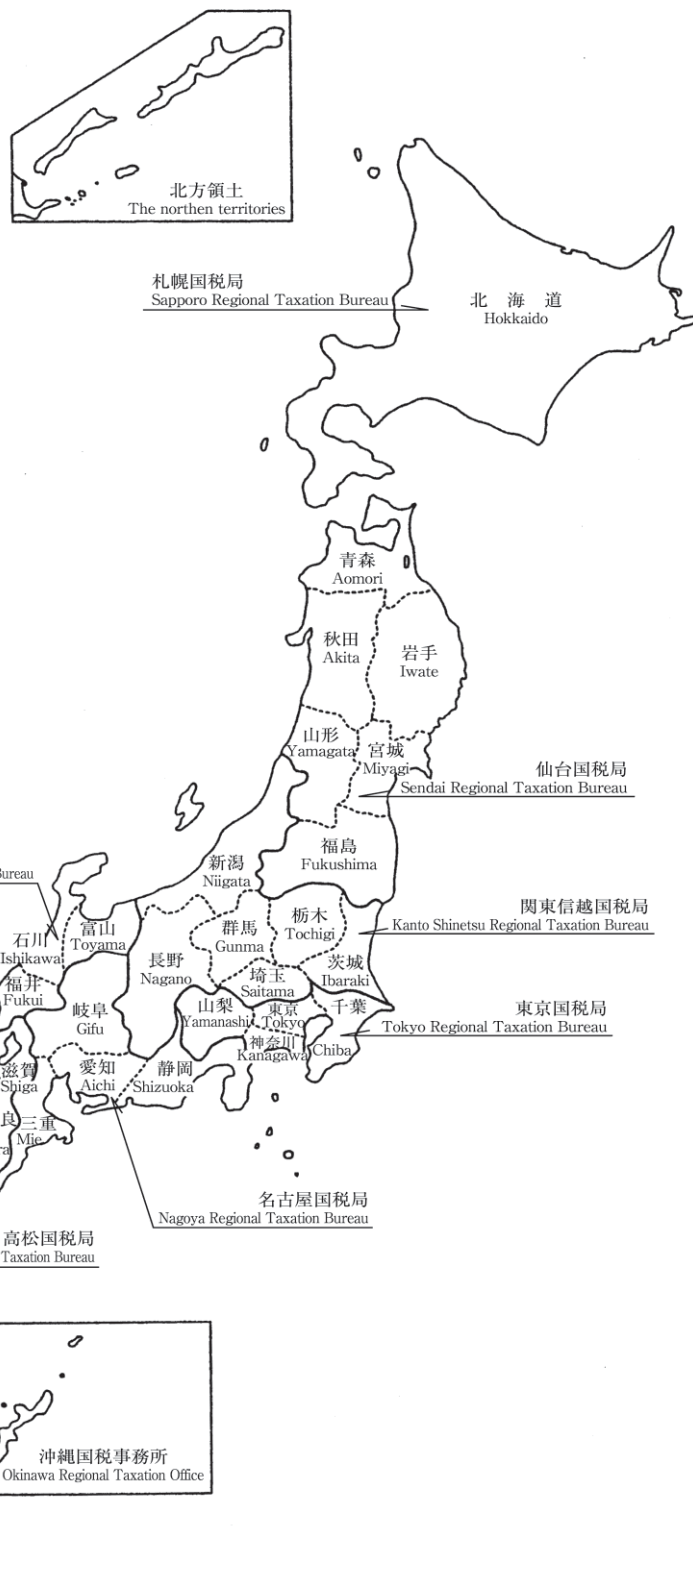 北方領土
The northen territories
札幌国税局
Sapporo Regional Taxation Bureau
北海道
Hokkaido
青森
Aomori
秋田
Akita
岩手
Iwate
山形
Yamagata
宮城
Miyagi
仙台国税局
Sendai Regional Taxation Bureau
福島
Fukushima
新潟
Niigata
Bureau
関東信越国税局
Kanto Shinetsu Regional Taxation Bureau
栃木
Tochigi
群馬
Gunma
富山
Toyama
石川
Ishikawa
長野
Nagano
茨城
Ibaraki
埼玉
Saitama
福井
Fukui
岐阜
Gifu
山梨
Yamanashi
東京
Tokyo
千葉
Chiba
東京国税局
Tokyo Regional Taxation Bureau
神奈川
Kanagawa
滋賀
Shiga
愛知
Aichi
静岡
Shizuoka
良
ra
三重
Mie
名古屋国税局
Nagoya Regional Taxation Bureau
高松国税局
Taxation Bureau
沖縄国税事務所
Okinawa Regional Taxation Office